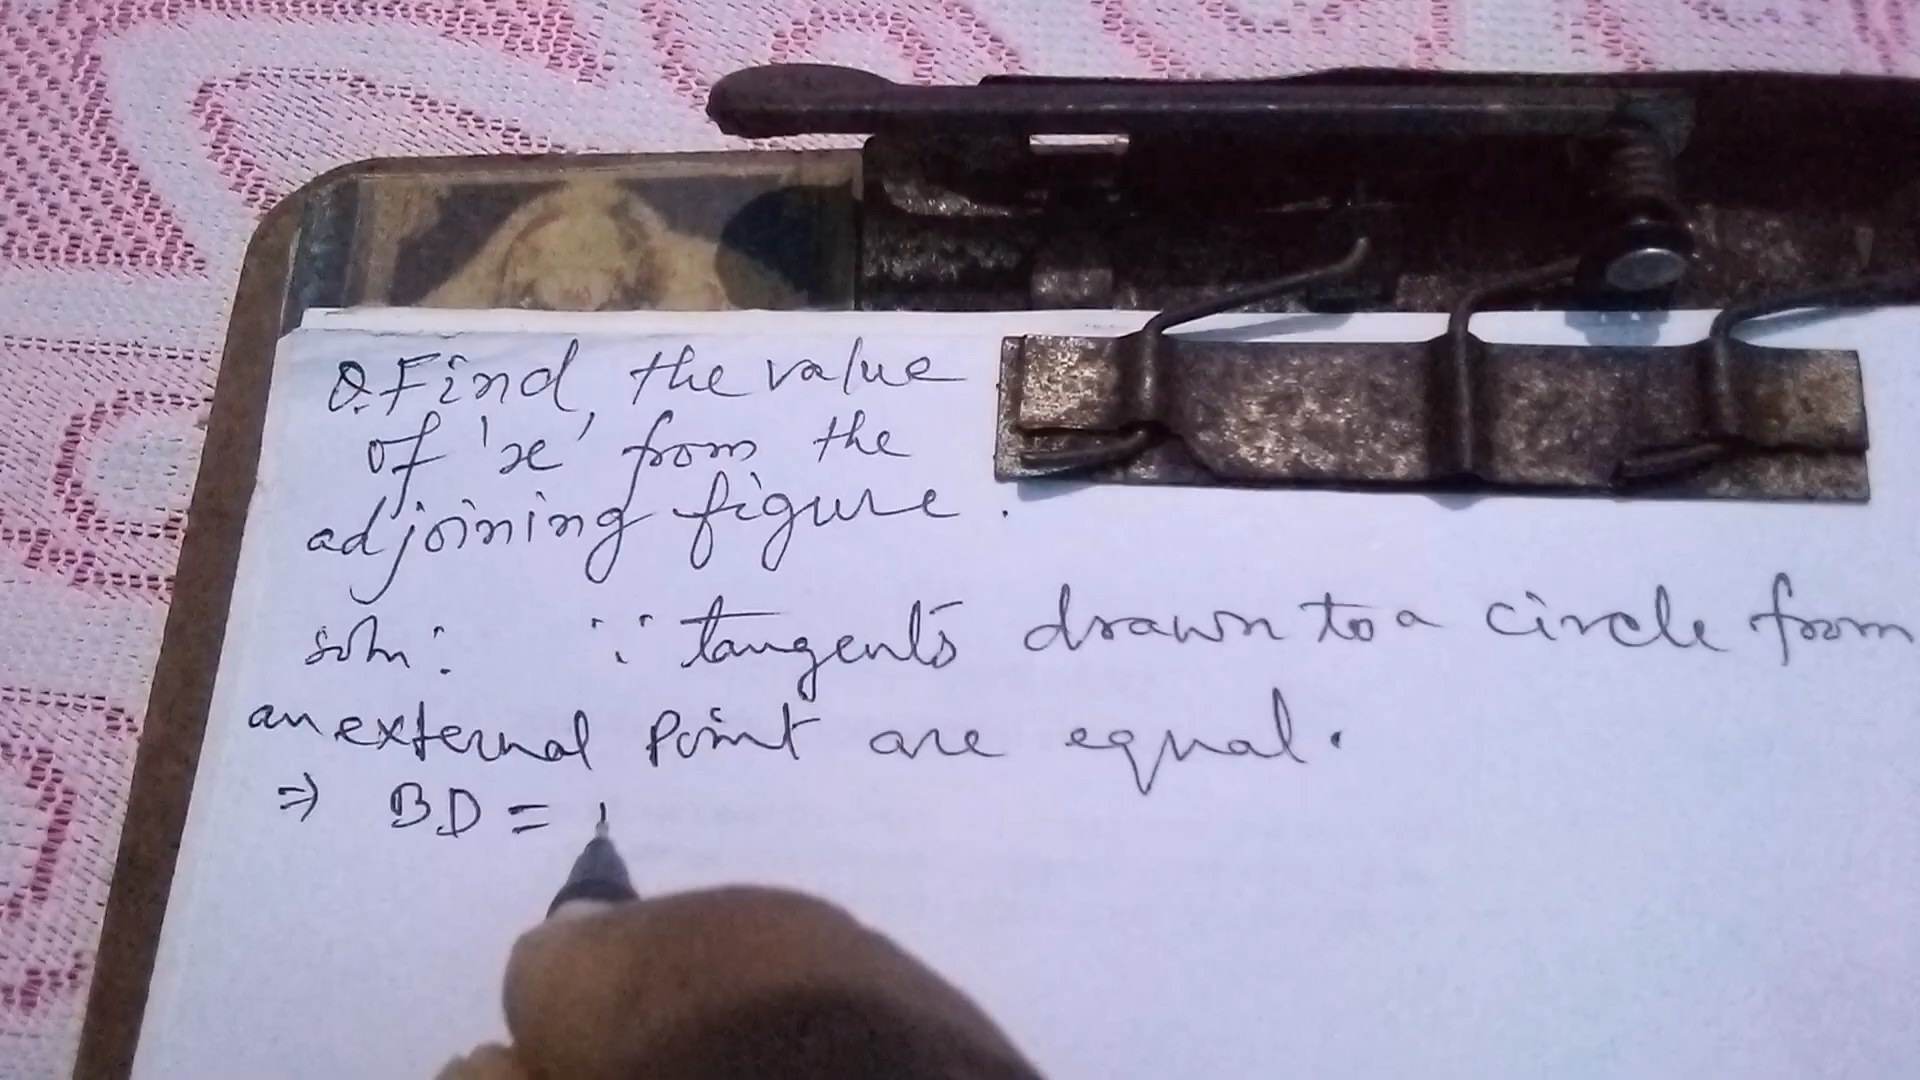 Q. Find the value
of 'x' from the
adjoining figure.
soln: ∵ tangents drawn to a circle from
an external point are equal.
⇒ BD =